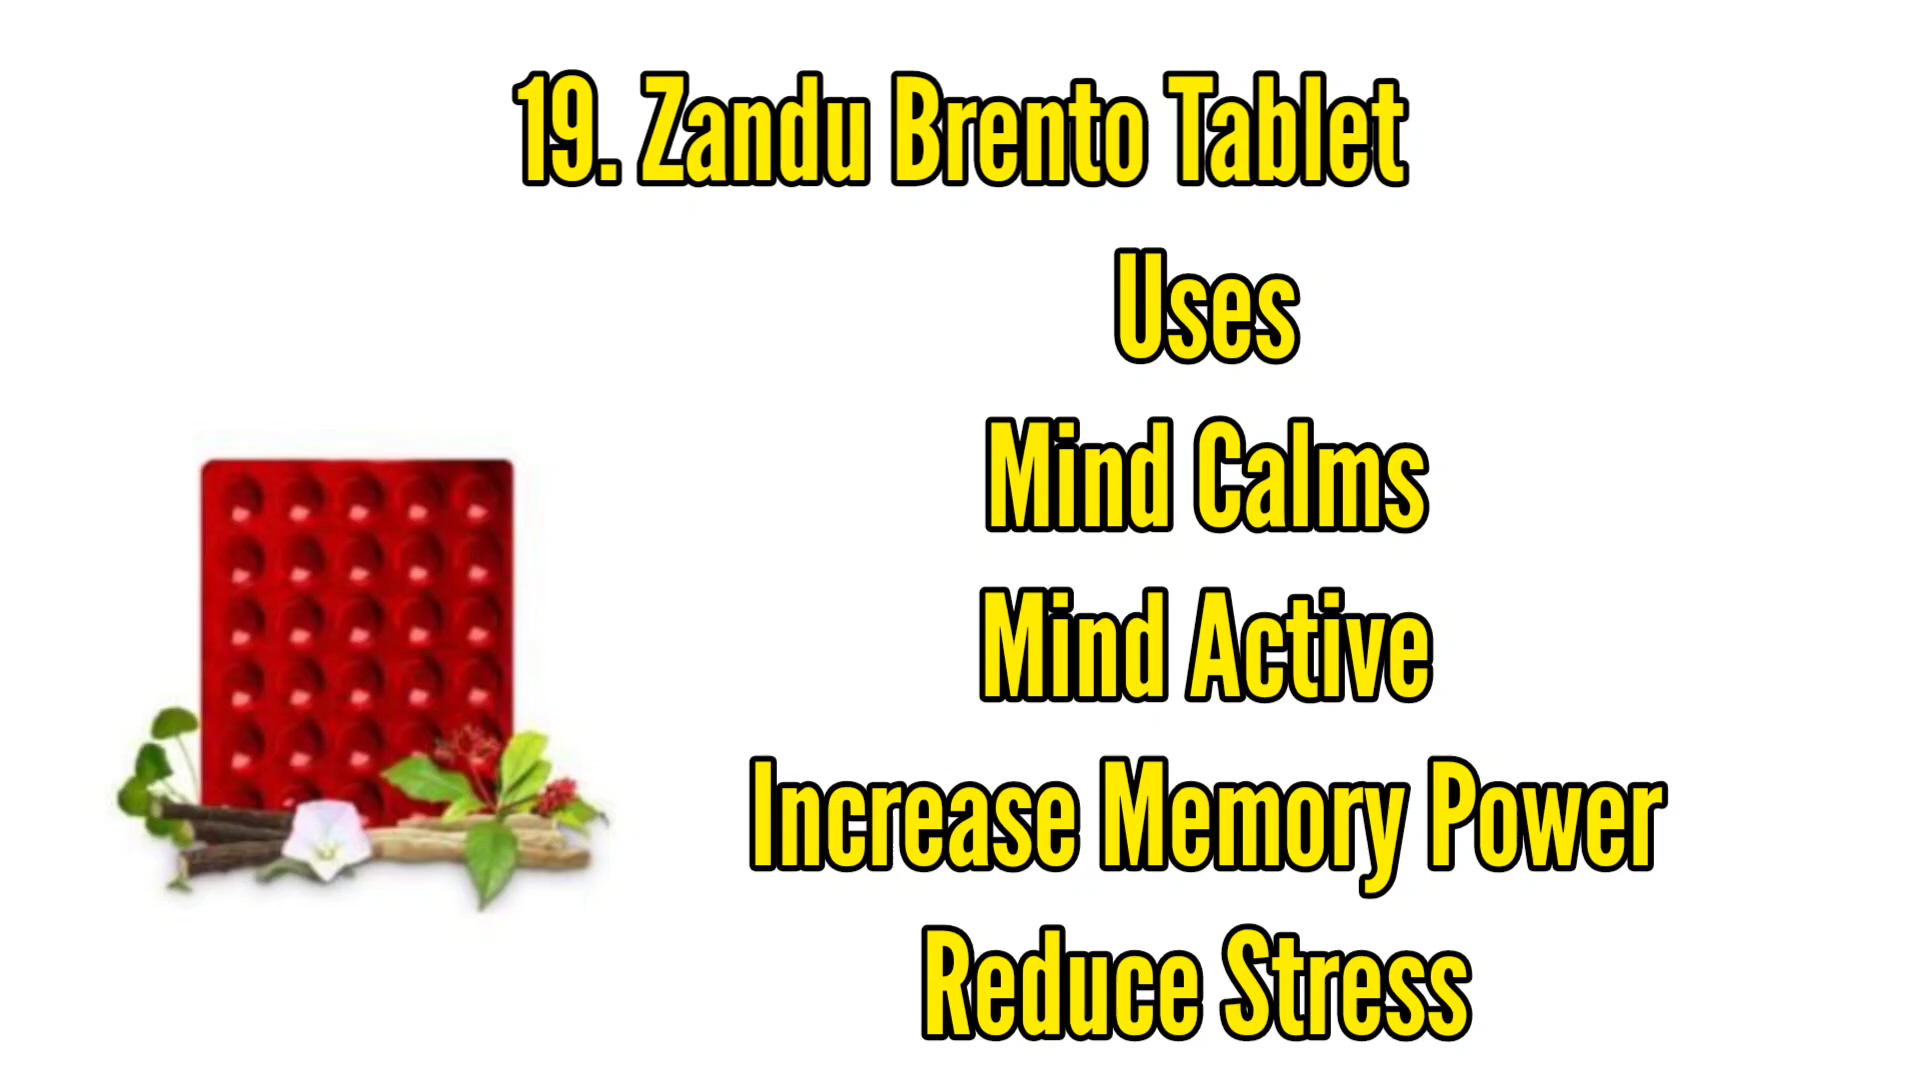 19. Zandu Brento Tablet
Uses
Mind Calms
Mind Active
Increase Memory Power
Reduce Stress